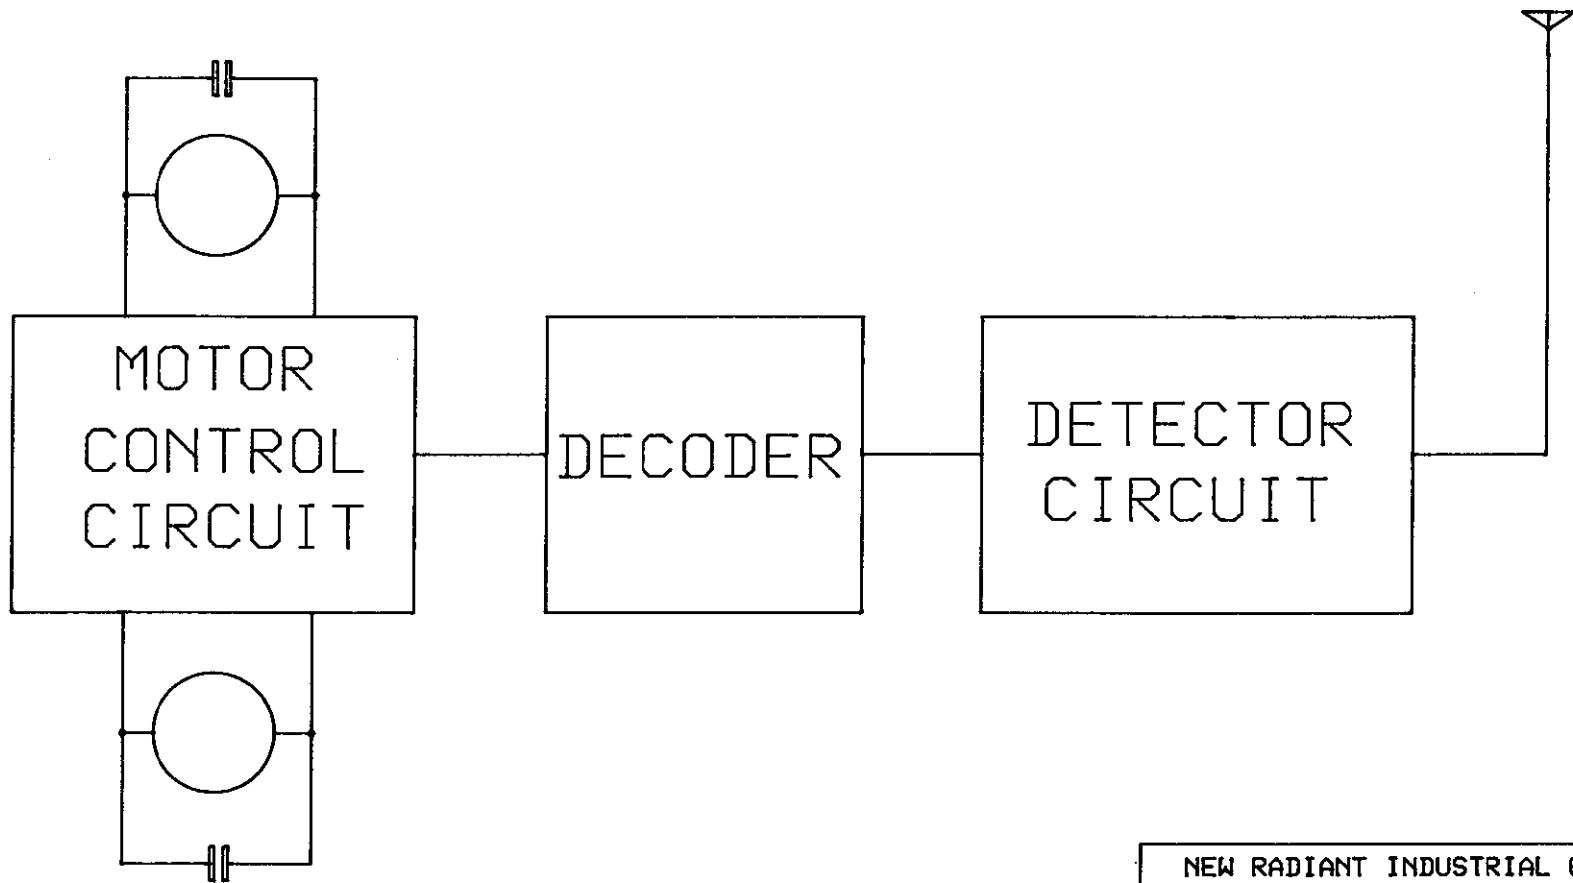 MOTOR
CONTROL
CIRCUIT
DECODER
DETECTOR
CIRCUIT
NEW RADIANT INDUSTRIAL